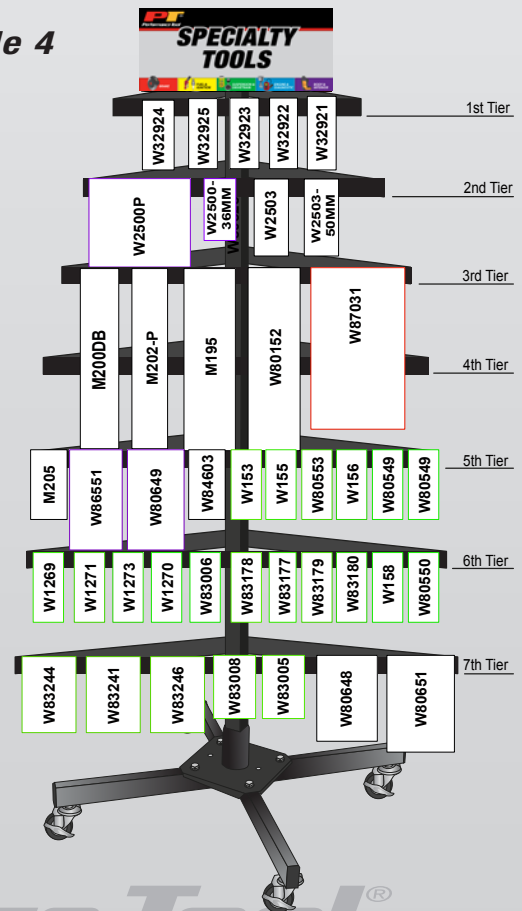 le 4
PT
Performance Tool
SPECIALTY
TOOLS
1st Tier
W32924
W32925
W32923
W32922
W32921
2nd Tier
W2500P
W2500-
36MM
W2503
W2503-
50MM
3rd Tier
M200DB
M202-P
M195
W80152
W87031
4th Tier
5th Tier
M205
W86551
W80649
W84603
W153
W155
W80553
W156
W80549
W80549
6th Tier
W1269
W1271
W1273
W1270
W83006
W83178
W83177
W83179
W83180
W158
W80550
7th Tier
W83244
W83241
W83246
W83008
W83005
W80648
W80651
Tool®